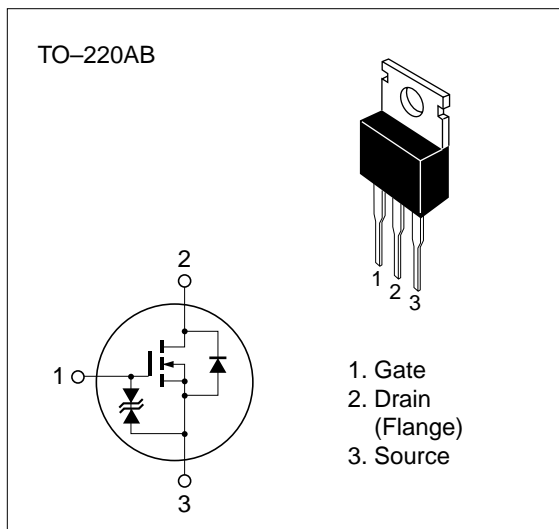 TO–220AB
1
2
3
2
1
3
1. Gate
2. Drain
(Flange)
3. Source